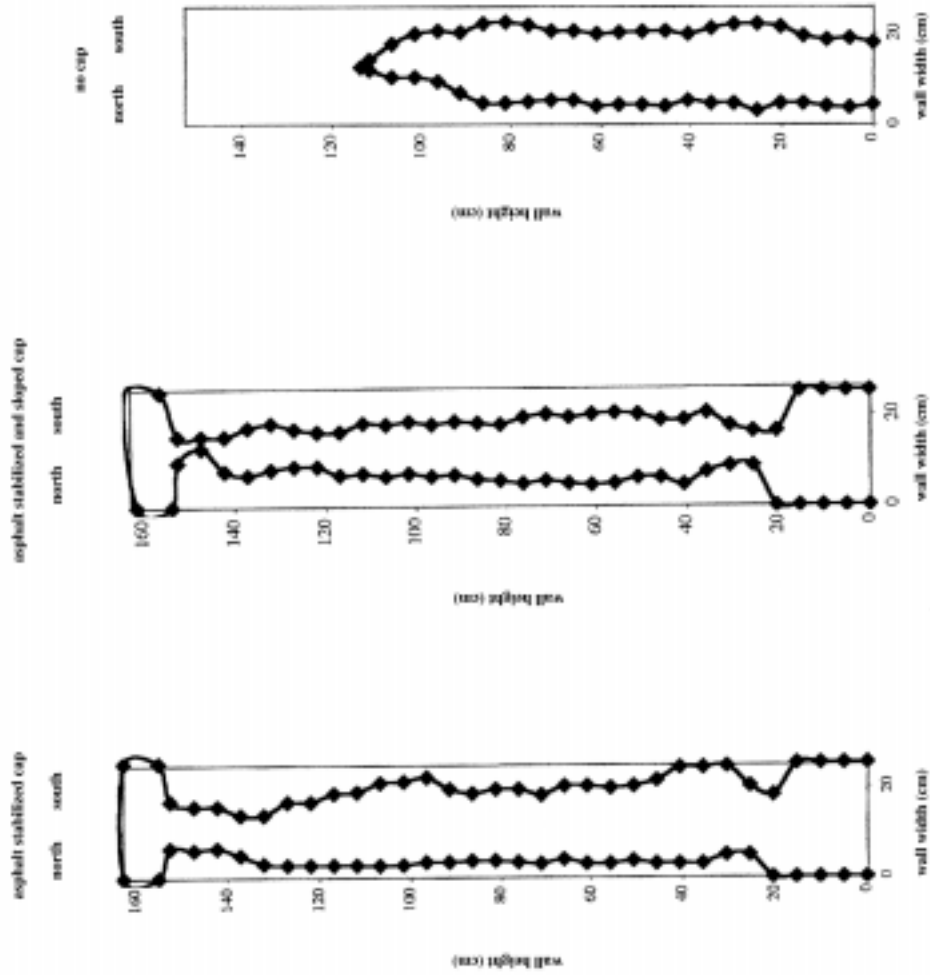 asphalt stabilized cap
north south
160
140
120
100
80
60
40
20
0
wall height (cm)
0 20
wall width (cm)
asphalt stabilized and sloped cap
north south
160
140
120
100
80
60
40
20
0
wall height (cm)
0 20
wall width (cm)
no cap
north south
140
120
100
80
60
40
20
0
wall height (cm)
0 20
wall width (cm)